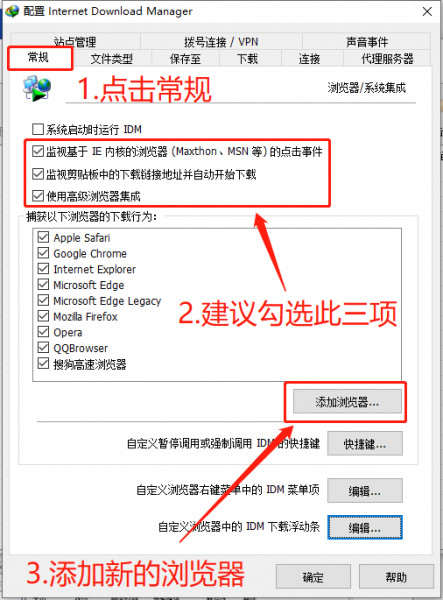 配置 Internet Download Manager
站点管理
拨号连接 / VPN
声音事件
常规
文件类型
保存至
下载
连接
代理服务器
1.点击常规
浏览器/系统集成
系统启动时运行 IDM
监视基于 IE 内核的浏览器 (Maxthon、MSN 等) 的点击事件
监视剪贴板中的下载链接地址并自动开始下载
使用高级浏览器集成
捕获以下浏览器的下载行为:
Apple Safari
Google Chrome
Internet Explorer
Microsoft Edge
Microsoft Edge Legacy
Mozilla Firefox
Opera
QQBrowser
搜狗高速浏览器
2.建议勾选此三项
添加浏览器...
自定义暂停调用或强制调用 IDM 的快捷键
快捷键...
自定义浏览器右键菜单中的 IDM 菜单项
编辑...
自定义浏览器中的 IDM 下载浮动条
编辑...
3.添加新的浏览器
确定
帮助